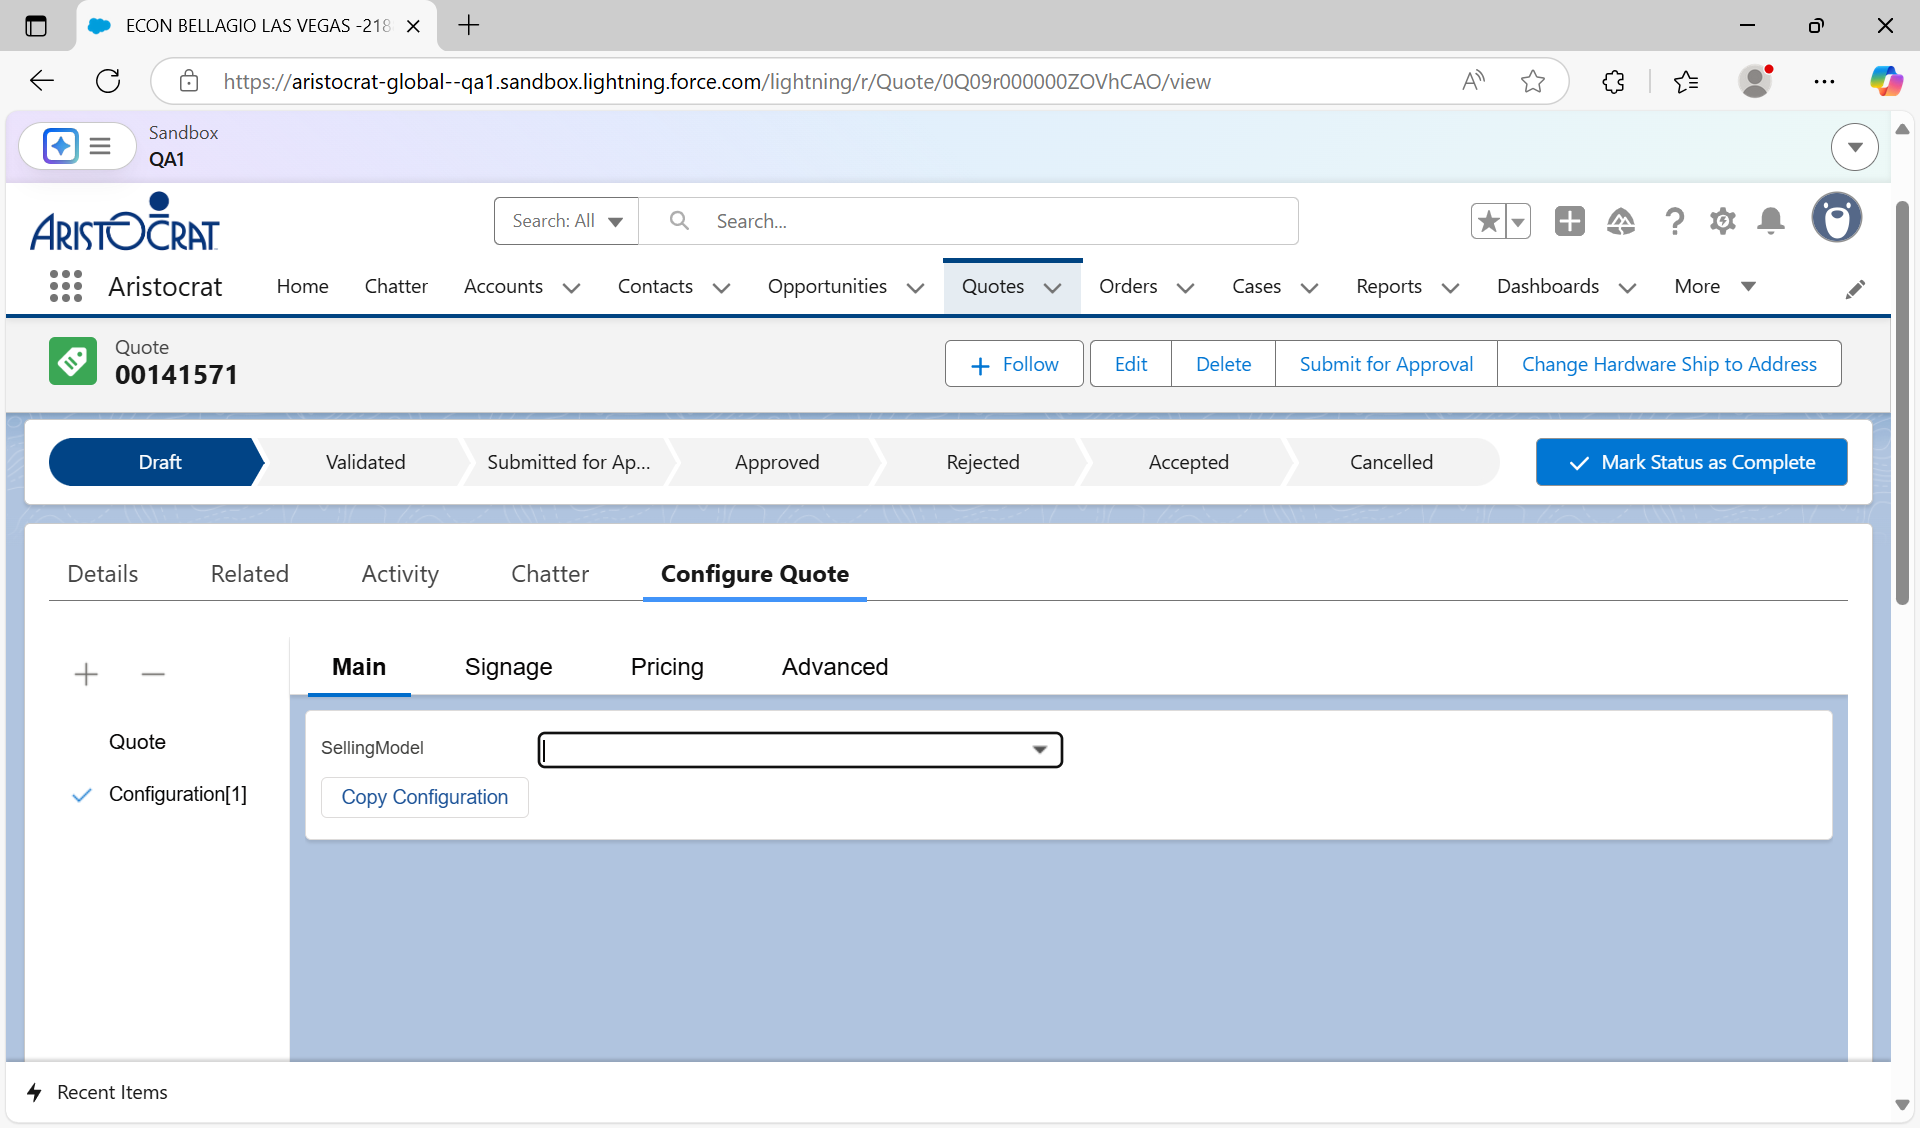 ECON BELLAGIO LAS VEGAS -218
https://aristocrat-global--qa1.sandbox.lightning.force.com/lightning/r/Quote/0Q09r000000ZOVhCAO/view
Sandbox
QA1
ARISTOCRAT
Search: All
Search...
Aristocrat
Home
Chatter
Accounts
Contacts
Opportunities
Quotes
Orders
Cases
Reports
Dashboards
More
Quote
00141571
Follow
Edit
Delete
Submit for Approval
Change Hardware Ship to Address
Draft
Validated
Submitted for Ap...
Approved
Rejected
Accepted
Cancelled
Mark Status as Complete
Details
Related
Activity
Chatter
Configure Quote
Main
Signage
Pricing
Advanced
Quote
Configuration[1]
SellingModel
Copy Configuration
Recent Items